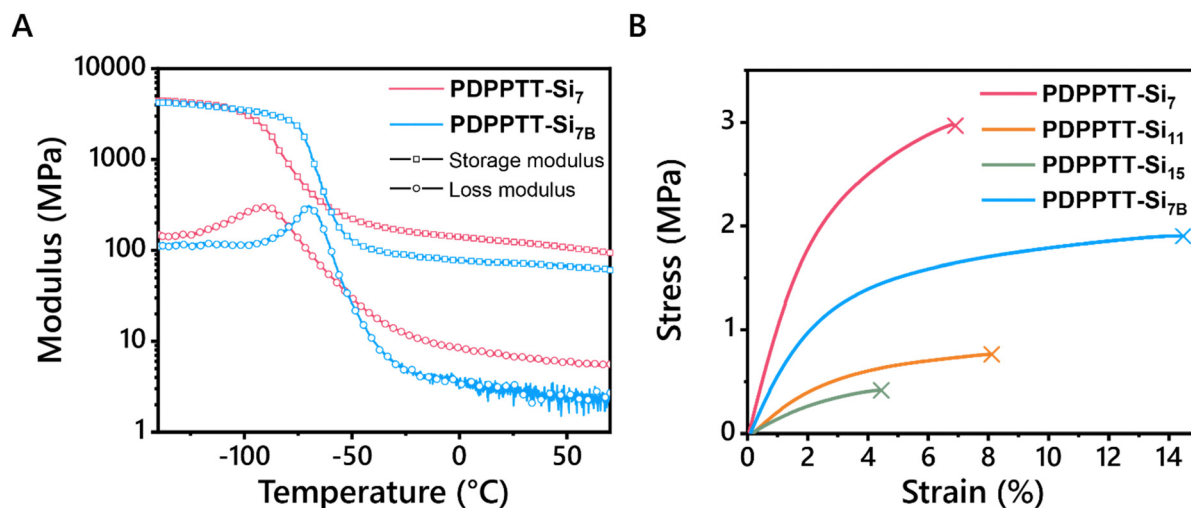 A
Modulus (MPa)
10000
1000
100
10
1
PDPPTT-Si₇
PDPPTT-Si₇B
Storage modulus
Loss modulus
-100
-50
0
50
Temperature (°C)
B
Stress (MPa)
3
2
1
0
PDPPTT-Si₇
PDPPTT-Si₁₁
PDPPTT-Si₁₅
PDPPTT-Si₇B
0
2
4
6
8
10
12
14
Strain (%)